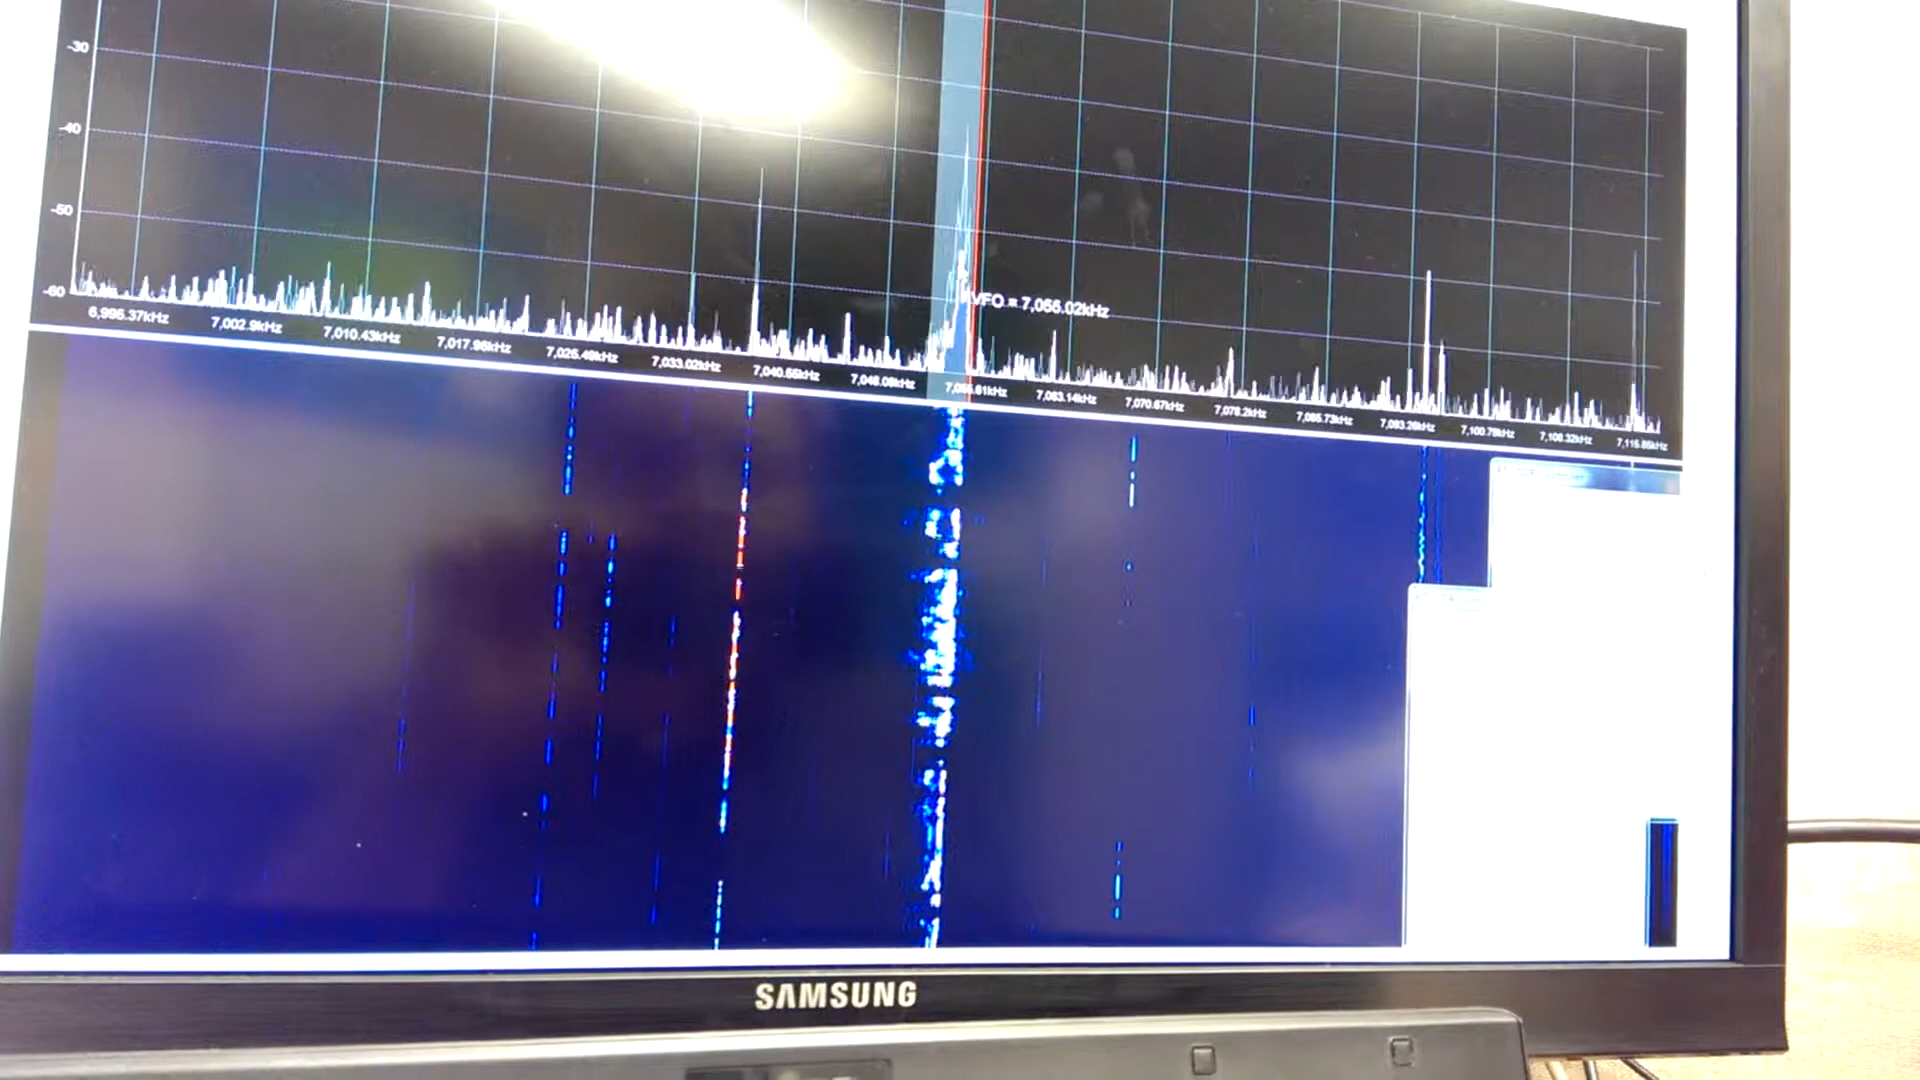 -30
-40
-50
-60
VFO = 7,056.02kHz
6,995.37kHz
7,002.9kHz
7,010.43kHz
7,017.96kHz
7,025.49kHz
7,033.02kHz
7,040.55kHz
7,048.08kHz
7,063.14kHz
7,070.67kHz
7,078.2kHz
7,085.73kHz
7,093.26kHz
7,100.79kHz
7,108.32kHz
7,115.85kHz
SAMSUNG